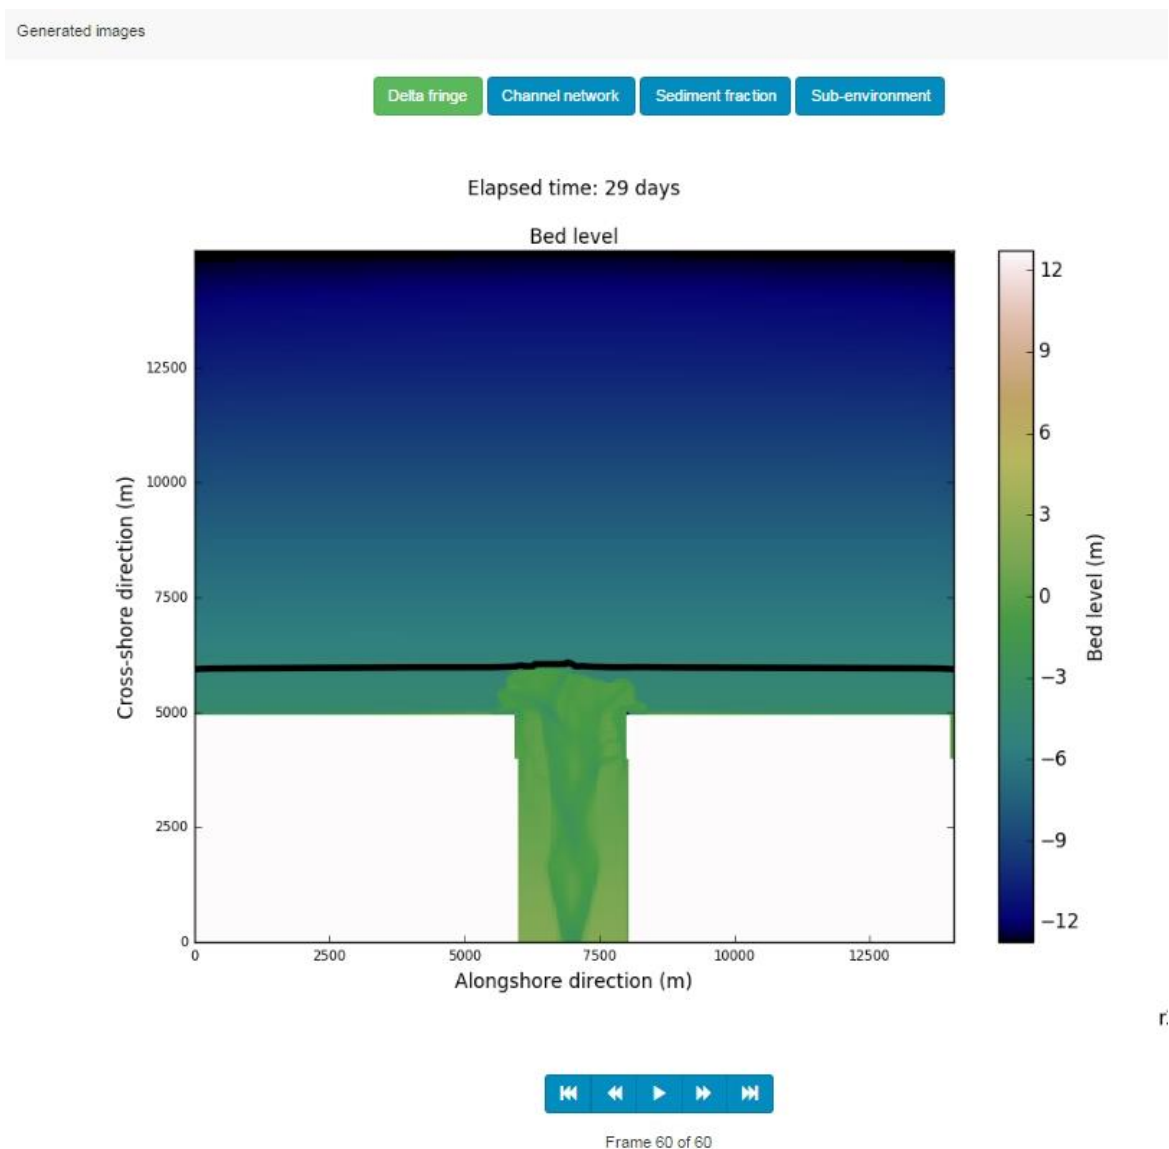 Generated images
Delta fringe Channel network Sediment fraction Sub-environment
Elapsed time: 29 days
Bed level
12500
10000
7500
5000
2500
0
Cross-shore direction (m)
0 2500 5000 7500 10000 12500
Alongshore direction (m)
12
9
6
3
0
−3
−6
−9
−12
Bed level (m)
Frame 60 of 60